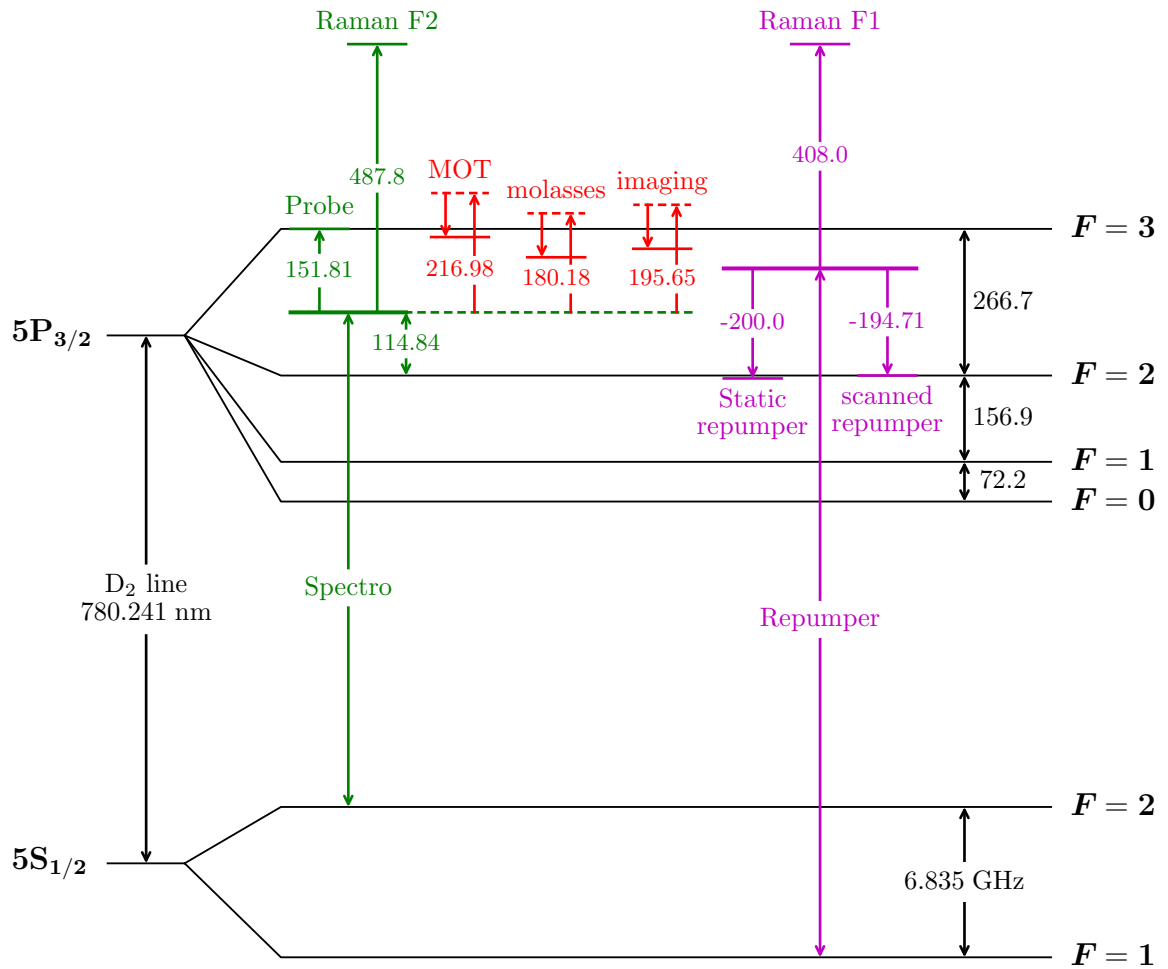 Raman F2
Raman F1
487.8
408.0
MOT
molasses
imaging
Probe
F = 3
151.81
216.98
180.18
195.65
266.7
-200.0
-194.71
5P3/2
114.84
F = 2
Static
repumper
scanned
repumper
156.9
F = 1
72.2
F = 0
D2 line
780.241 nm
Spectro
Repumper
F = 2
5S1/2
6.835 GHz
F = 1